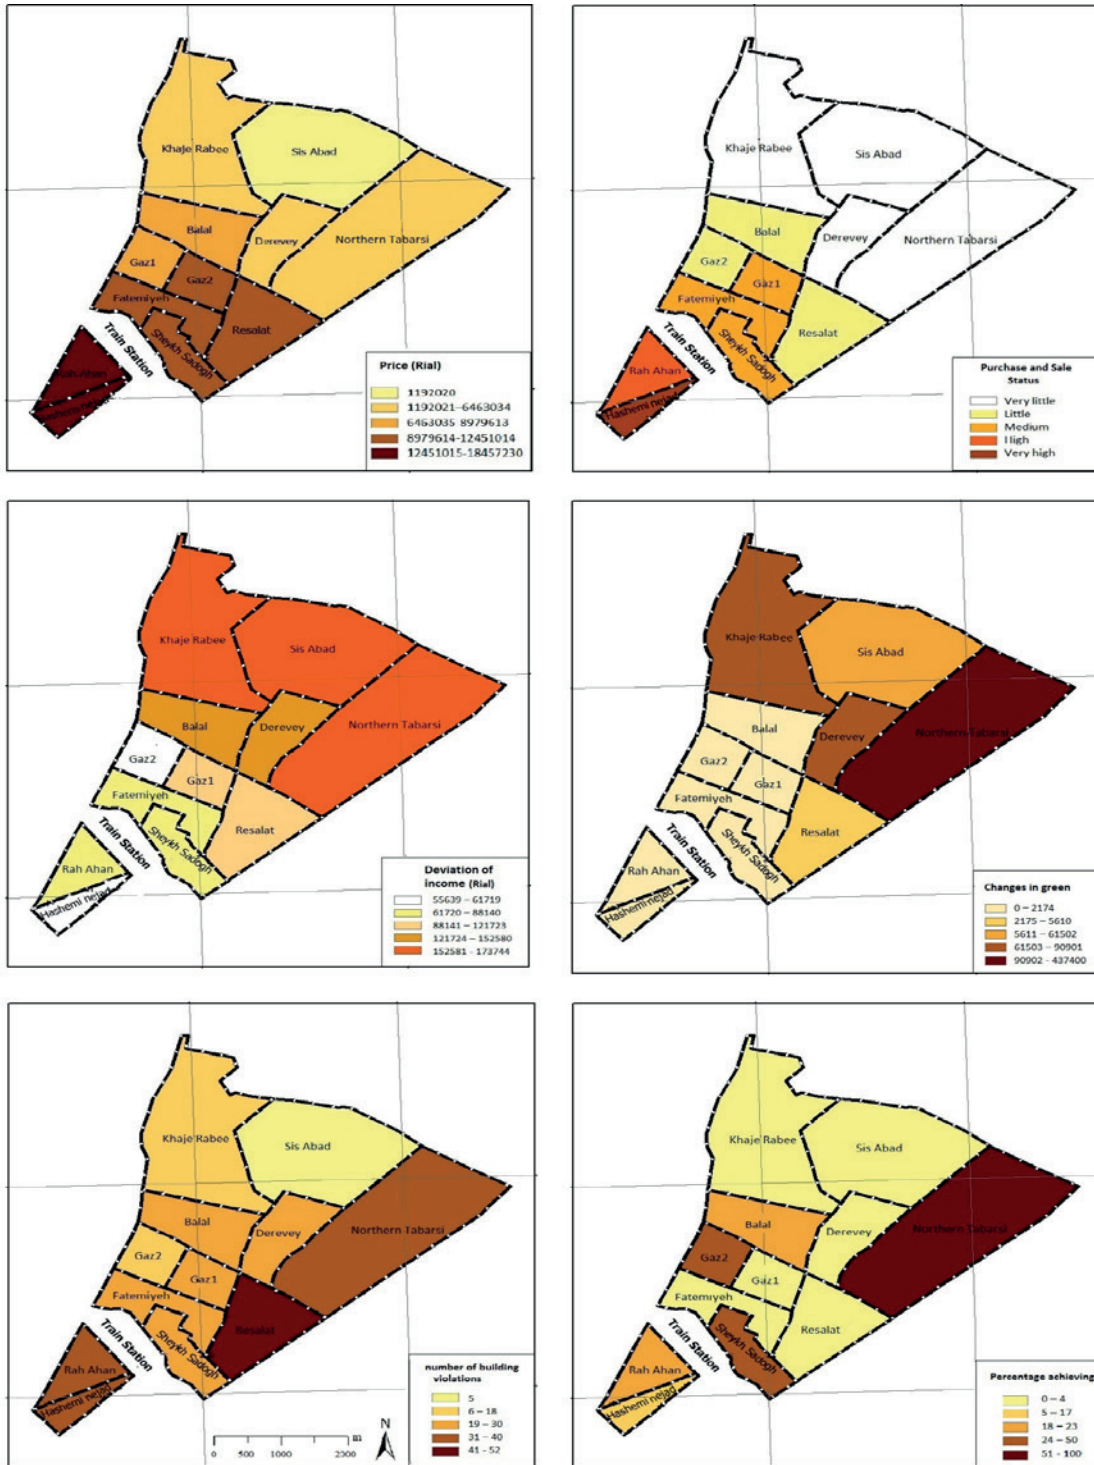 Khaje Rabee
Sis Abad
Balal
Derevey
Northern Tabarsi
Gaz1
Gaz2
Fatemiyeh
Resalat
Sheykh Sadogh
Train Station
Rah Ahan
Hashemi nejad
Price (Rial)
1192020
1192021-6463034
6463035 8979613
8979614-12451014
12451015-18457230
Khaje Rabee
Sis Abad
Balal
Derevey
Northern Tabarsi
Gaz2
Gaz1
Fatemiyeh
Resalat
Sheykh Sadogh
Train Station
Rah Ahan
Hashemi nejad
Purchase and Sale
Status
Very little
Little
Medium
High
Very high
Khaje Rabee
Sis Abad
Balal
Derevey
Northern Tabarsi
Gaz2
Gaz1
Fatemiyeh
Resalat
Sheykh Sadogh
Train Station
Rah Ahan
Hashemi nejad
Deviation of
income (Rial)
55639 – 61719
61720 – 88140
88141 – 121723
121724 – 152580
152581 - 173744
Khaje Rabee
Sis Abad
Balal
Derevey
Northern Tabarsi
Gaz2
Gaz1
Fatemiyeh
Resalat
Sheykh Sadogh
Train Station
Rah Ahan
Hashemi nejad
Changes in green
0 – 2174
2175 – 5610
5611 – 61502
61503 – 90901
90902 - 437400
Khaje Rabee
Sis Abad
Balal
Derevey
Northern Tabarsi
Gaz2
Gaz1
Fatemiyeh
Resalat
Sheykh Sadogh
Train Station
Rah Ahan
Hashemi nejad
number of building
violations
5
6 – 18
19 – 30
31 – 40
41 - 52
N
m
0 500 1000 2000
Khaje Rabee
Sis Abad
Balal
Derevey
Northern Tabarsi
Gaz2
Gaz1
Fatemiyeh
Resalat
Sheykh Sadogh
Train Station
Rah Ahan
Hashemi nejad
Percentage achieving
0 – 4
5 – 17
18 – 23
24 – 50
51 - 100